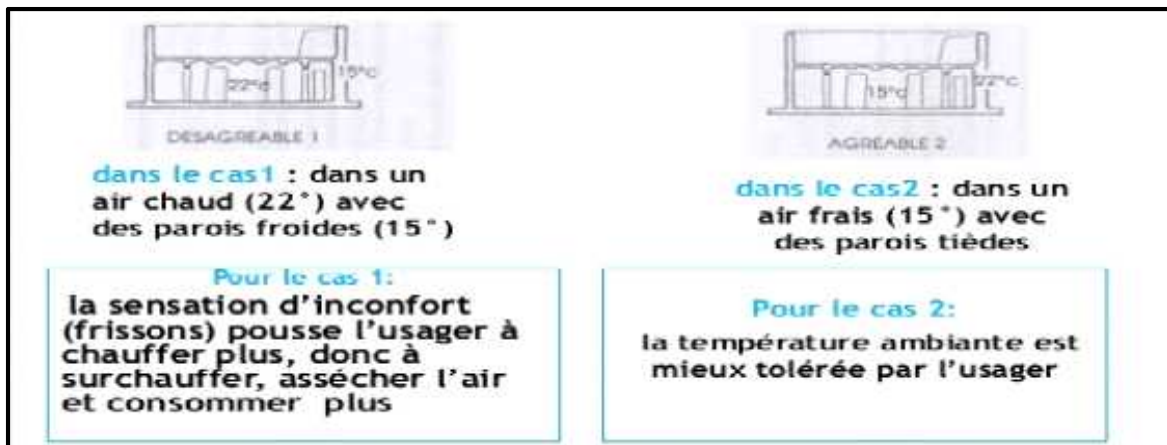 22°c
15°c
DESAGREABLE 1
dans le cas1 : dans un
air chaud (22°) avec
des parois froides (15°)
Pour le cas 1:
la sensation d’inconfort
(frissons) pousse l’usager à
chauffer plus, donc à
surchauffer, assécher l’air
et consommer plus
15°c
22°c
AGREABLE 2
dans le cas2 : dans un
air frais (15°) avec
des parois tièdes
Pour le cas 2:
la température ambiante est
mieux tolérée par l’usager